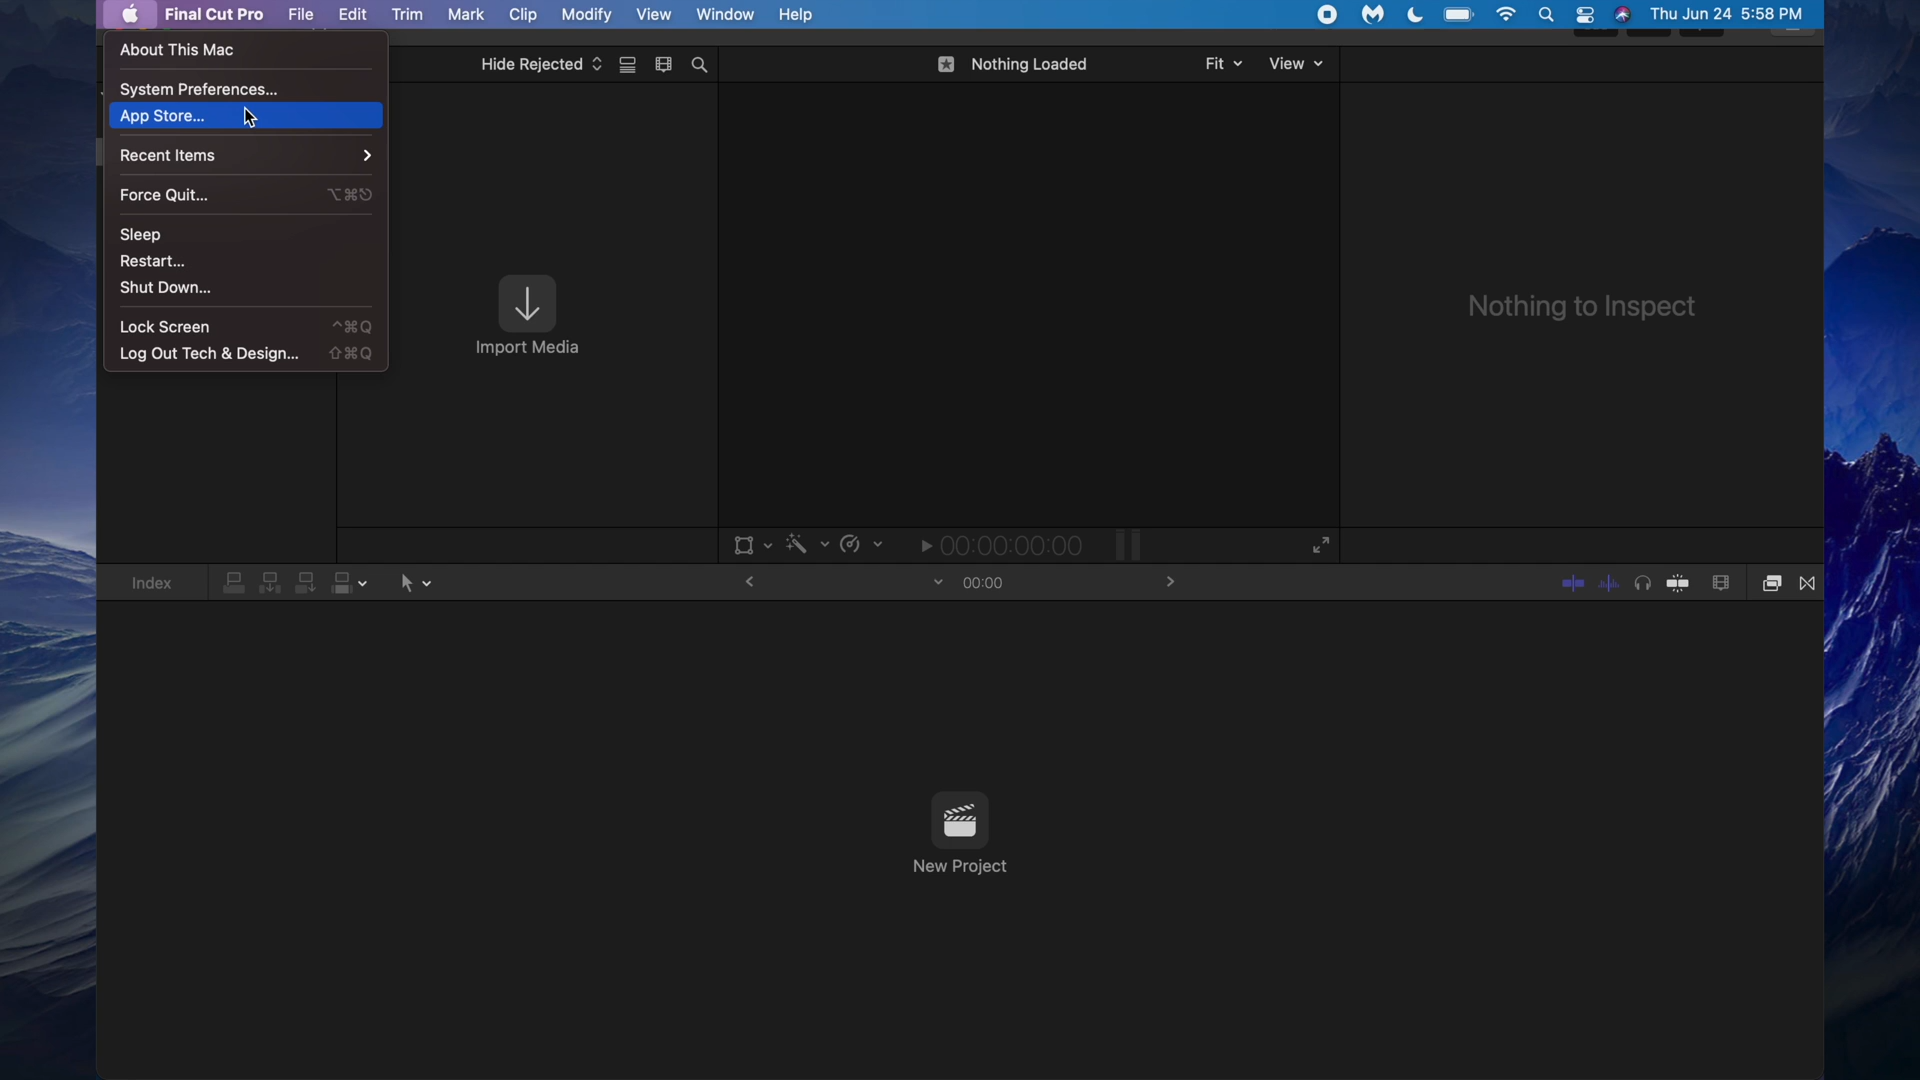 Final Cut Pro File Edit Trim Mark Clip Modify View Window Help Thu Jun 24 5:58 PM
About This Mac
System Preferences...
App Store...
Recent Items
Force Quit... ⌥⌘⎋
Sleep
Restart...
Shut Down...
Lock Screen ^⌘Q
Log Out Tech & Design... ⇧⌘Q
Hide Rejected
Nothing Loaded Fit View
Import Media
Nothing to Inspect
00:00:00:00
Index 00:00
New Project